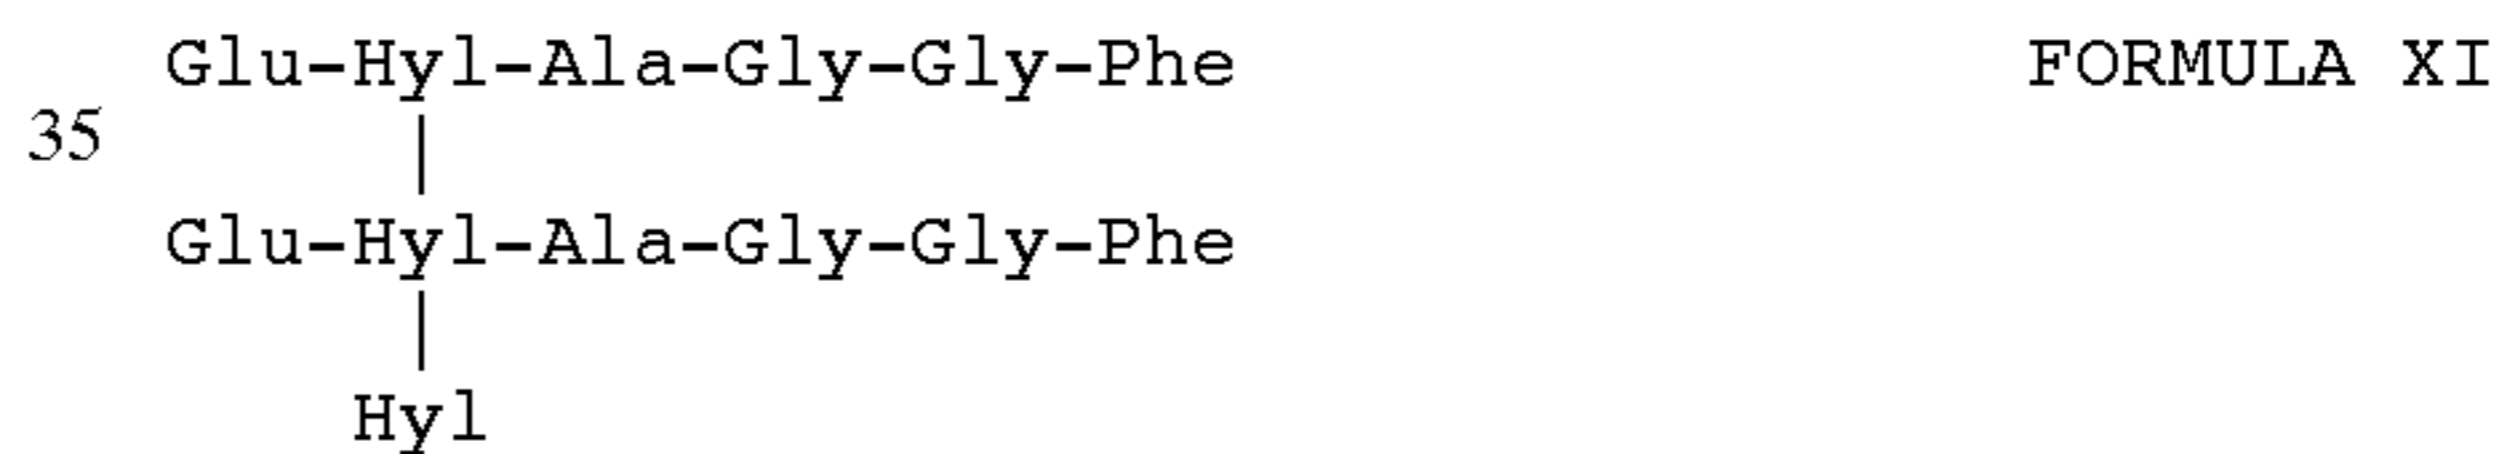 Glu-Hyl-Ala-Gly-Gly-Phe FORMULA XI
35
|
Glu-Hyl-Ala-Gly-Gly-Phe
|
Hyl